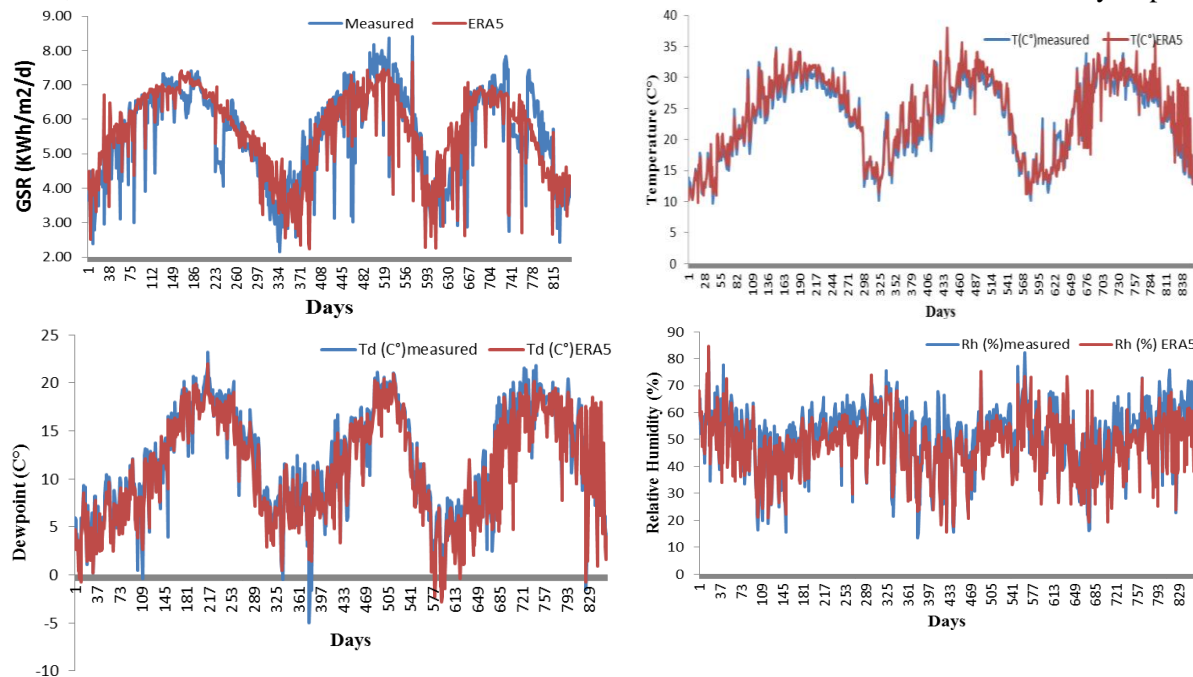 9.00
8.00
7.00
6.00
5.00
4.00
3.00
2.00
GSR (KWh/m2/d)
Measured ERA5
1 38 75 112 149 186 223 260 297 334 371 408 445 482 519 556 593 630 667 704 741 778 815
Days
40
35
30
25
20
15
10
5
0
Temperature (C°)
T(C°)measured T(C°)ERA5
1 28 55 82 109 136 163 190 217 244 271 298 325 352 379 406 433 460 487 514 541 568 595 622 649 676 703 730 757 784 811 838
Days
25
20
15
10
5
0
-5
-10
Dewpoint (C°)
Td (C°)measured Td (C°)ERA5
1 37 73 109 145 181 217 253 289 325 361 397 433 469 505 541 577 613 649 685 721 757 793 829
Days
90
80
70
60
50
40
30
20
10
0
Relative Humidity (%)
Rh (%)measured Rh (%) ERA5
1 37 73 109 145 181 217 253 289 325 361 397 433 469 505 541 577 613 649 685 721 757 793 829
Days